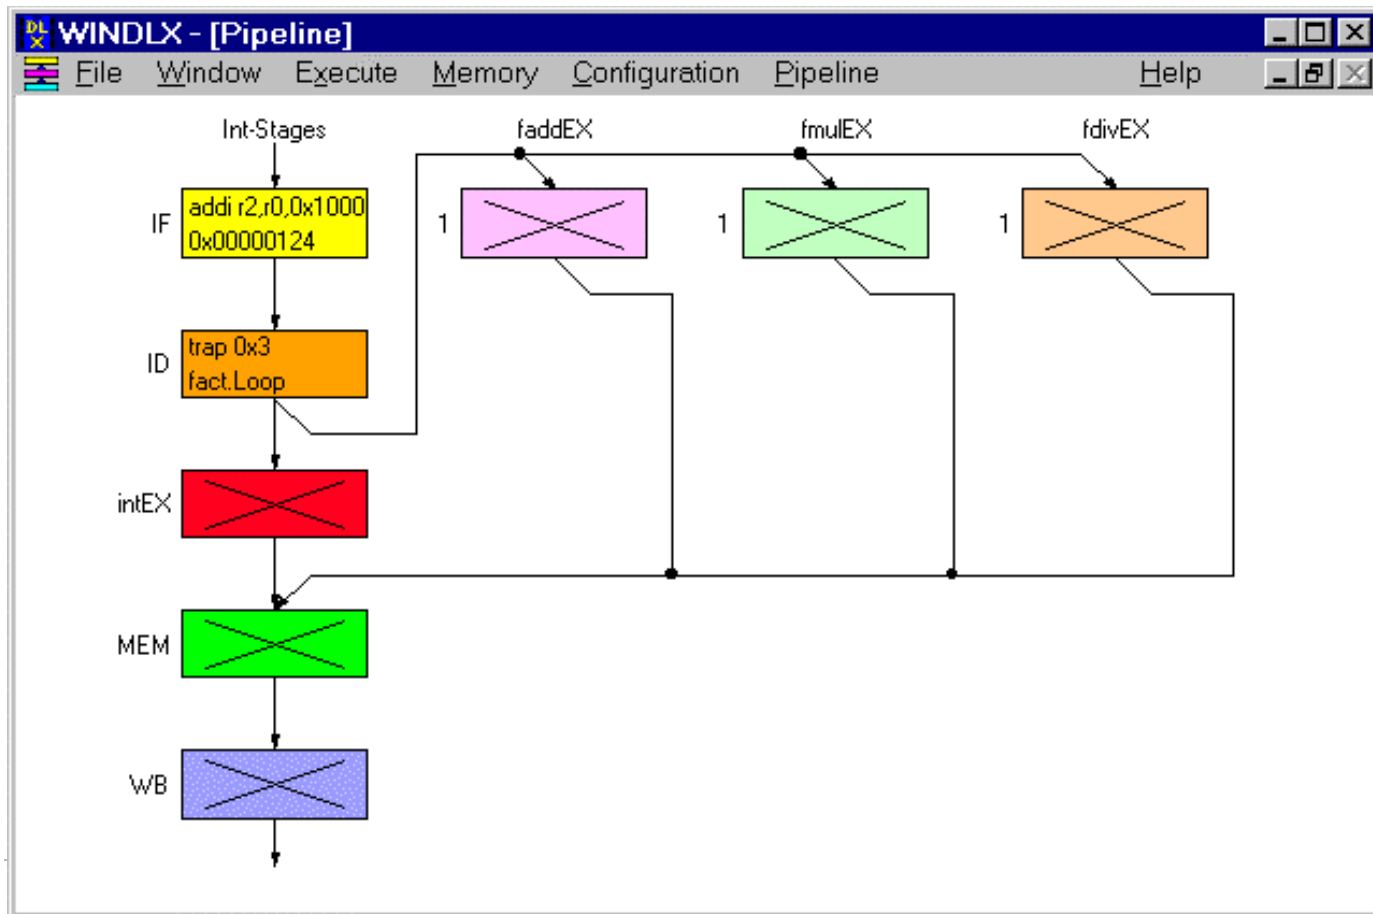 DLX WINDLX - [Pipeline]
File Window Execute Memory Configuration Pipeline Help
Int-Stages faddEX fmulEX fdivEX
IF addi r2,r0,0x1000 1 1 1
0x00000124
ID trap 0x3
fact.Loop
intEX
MEM
WB